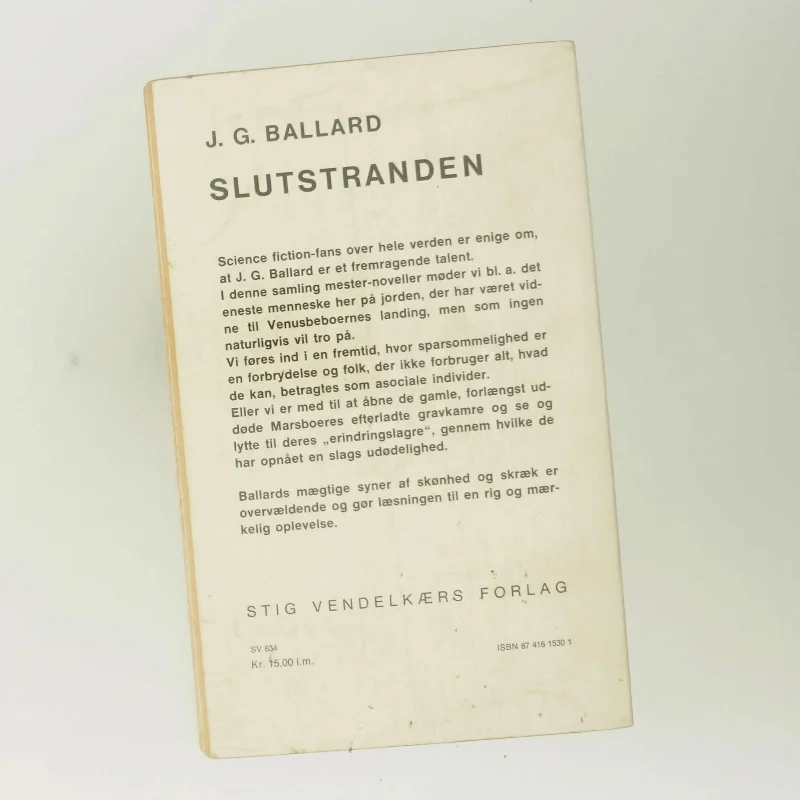 J. G. BALLARD
SLUTSTRANDEN
Science fiction-fans over hele verden er enige om,
at J. G. Ballard er et fremragende talent.
I denne samling mester-noveller møder vi bl. a. det
eneste menneske her på jorden, der har været vid-
ne til Venusbeboernes landing, men som ingen
naturligvis vil tro på.
Vi føres ind i en fremtid, hvor sparsommelighed er
en forbrydelse og folk, der ikke forbruger alt, hvad
de kan, betragtes som asociale individer.
Eller vi er med til at åbne de gamle, forlængst ud-
døde Marsboeres efterladte gravkamre og se og
lytte til deres „erindringslagre“, gennem hvilke de
har opnået en slags udødelighed.
Ballards mægtige syner af skønhed og skræk er
overvældende og gør læsningen til en rig og mær-
kelig oplevelse.
STIG VENDELKÆRS FORLAG
SV 634
Kr. 15,00 i.m.
ISBN 87 416 1530 1